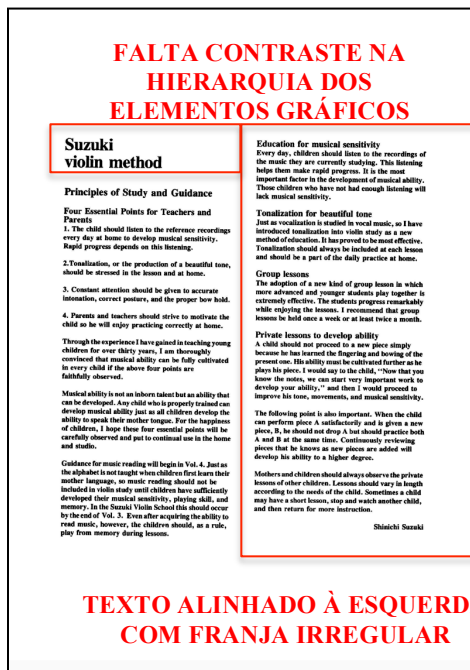 FALTA CONTRASTE NA
HIERARQUIA DOS
ELEMENTOS GRÁFICOS
Suzuki
violin method
Principles of Study and Guidance
Four Essential Points for Teachers and
Parents
1. The child should listen to the reference recordings
every day at home to develop musical sensitivity.
Rapid progress depends on this listening.
2.Tonalization, or the production of a beautiful tone,
should be stressed in the lesson and at home.
3. Constant attention should be given to accurate
intonation, correct posture, and the proper bow hold.
4. Parents and teachers should strive to motivate the
child so he will enjoy practicing correctly at home.
Through the experience I have gained in teaching young
children for over thirty years, I am thoroughly
convinced that musical ability can be fully cultivated
in every child if the above four points are
faithfully observed.
Musical ability is not an inborn talent but an ability that
can be developed. Any child who is properly trained can
develop musical ability just as all children develop the
ability to speak their mother tongue. For the happiness
of children, I hope these four essential points will be
carefully observed and put to continual use in the home
and studio.
Guidance for music reading will begin in Vol. 4. Just as
the alphabet is not taught when children first learn their
mother language, so music reading should not be
included in violin study until children have sufficiently
developed their musical sensitivity, playing skill, and
memory. In the Suzuki Violin School this should occur
by the end of Vol. 3. Even after acquiring the ability to
read music, however, the children should, as a rule,
play from memory during lessons.
Education for musical sensitivity
Every day, children should listen to the recordings of
the music they are currently studying. This listening
helps them make rapid progress. It is the most
important factor in the development of musical ability.
Those children who have not had enough listening will
lack musical sensitivity.
Tonalization for beautiful tone
Just as vocalization is studied in vocal music, so I have
introduced tonalization into violin study as a new
method of education. It has proved to be most effective.
Tonalization should always be included at each lesson
and should be a part of the daily practice at home.
Group lessons
The adoption of a new kind of group lesson in which
more advanced and younger students play together is
extremely effective. The students progress remarkably
while enjoying the lessons. I recommend that group
lessons be held once a week or at least twice a month.
Private lessons to develop ability
A child should not proceed to a new piece simply
because he has learned the fingering and bowing of the
present one. His ability must be cultivated further as he
plays his piece. I would say to the child, "Now that you
know the notes, we can start very important work to
develop your ability," and then I would proceed to
improve his tone, movements, and musical sensitivity.
The following point is also important. When the child
can perform piece A satisfactorily and is given a new
piece, B, he should not drop A but should practice both
A and B at the same time. Continuously reviewing
pieces that he knows as new pieces are added will
develop his ability to a higher degree.
Mothers and children should always observe the private
lessons of other children. Lessons should vary in length
according to the needs of the child. Sometimes a child
may have a short lesson, stop and watch another child,
and then return for more instruction.
Shinichi Suzuki
TEXTO ALINHADO À ESQUERD
COM FRANJA IRREGULAR